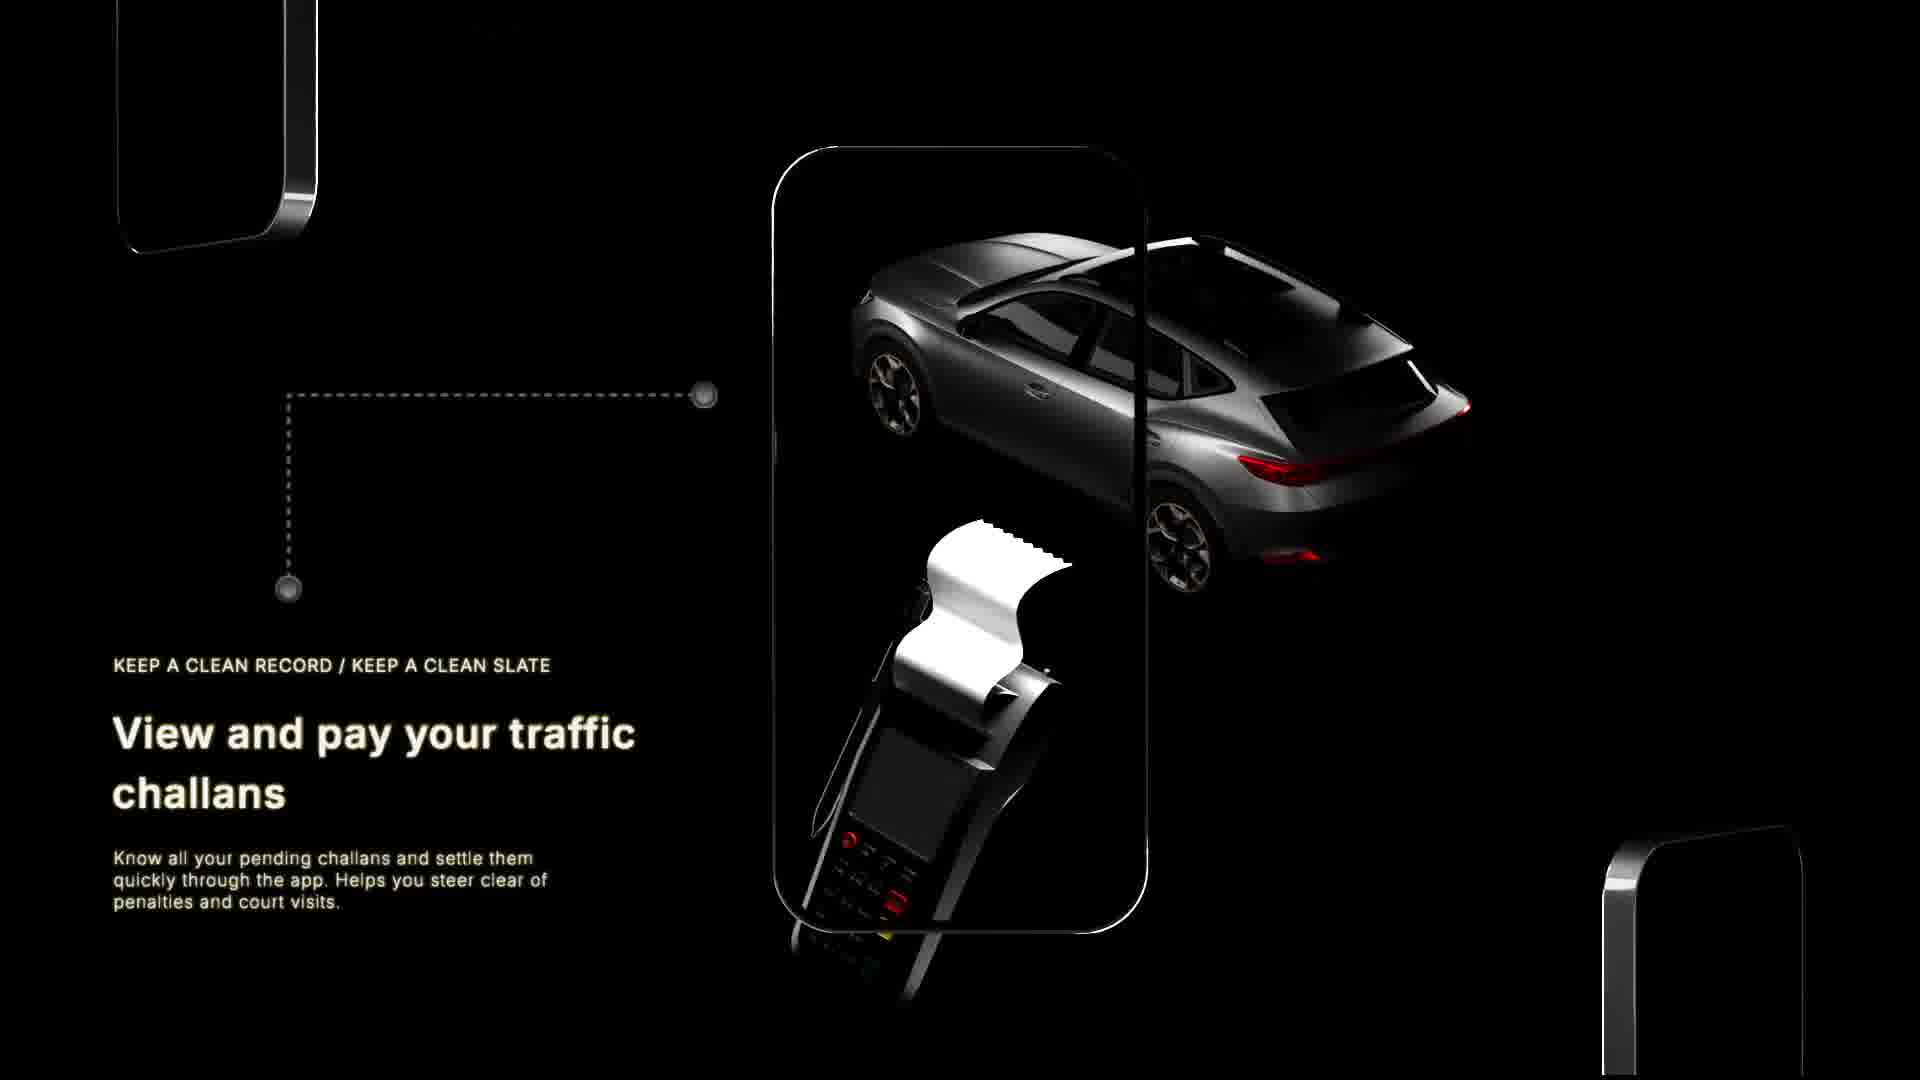 KEEP A CLEAN RECORD / KEEP A CLEAN SLATE
View and pay your traffic
challans
Know all your pending challans and settle them
quickly through the app. Helps you steer clear of
penalties and court visits.